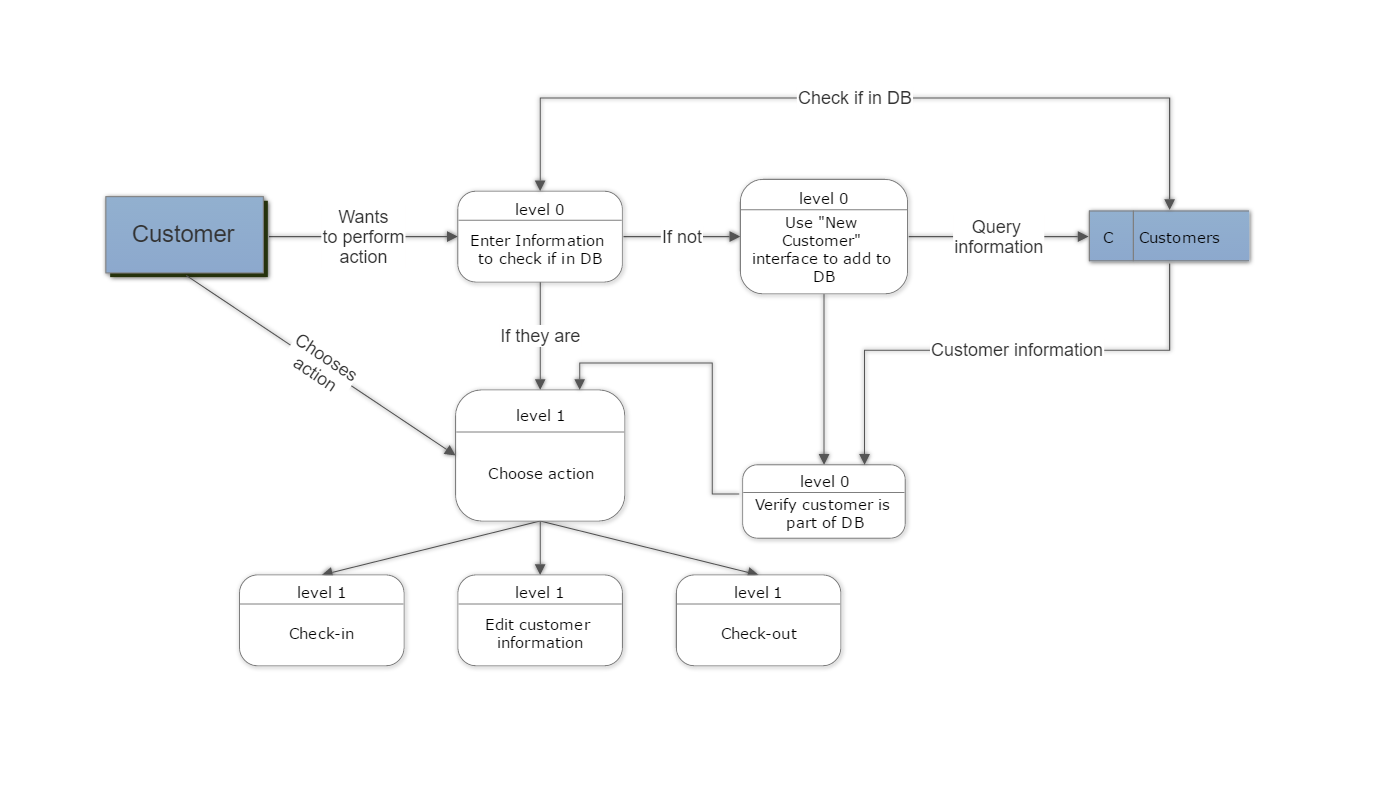 Check if in DB
Customer
Wants
to perform
action
level 0
Enter Information
to check if in DB
If not
level 0
Use "New
Customer"
interface to add to
DB
Query
information
C
Customers
If they are
Chooses
action
Customer information
level 1
Choose action
level 0
Verify customer is
part of DB
level 1
Check-in
level 1
Edit customer
information
level 1
Check-out